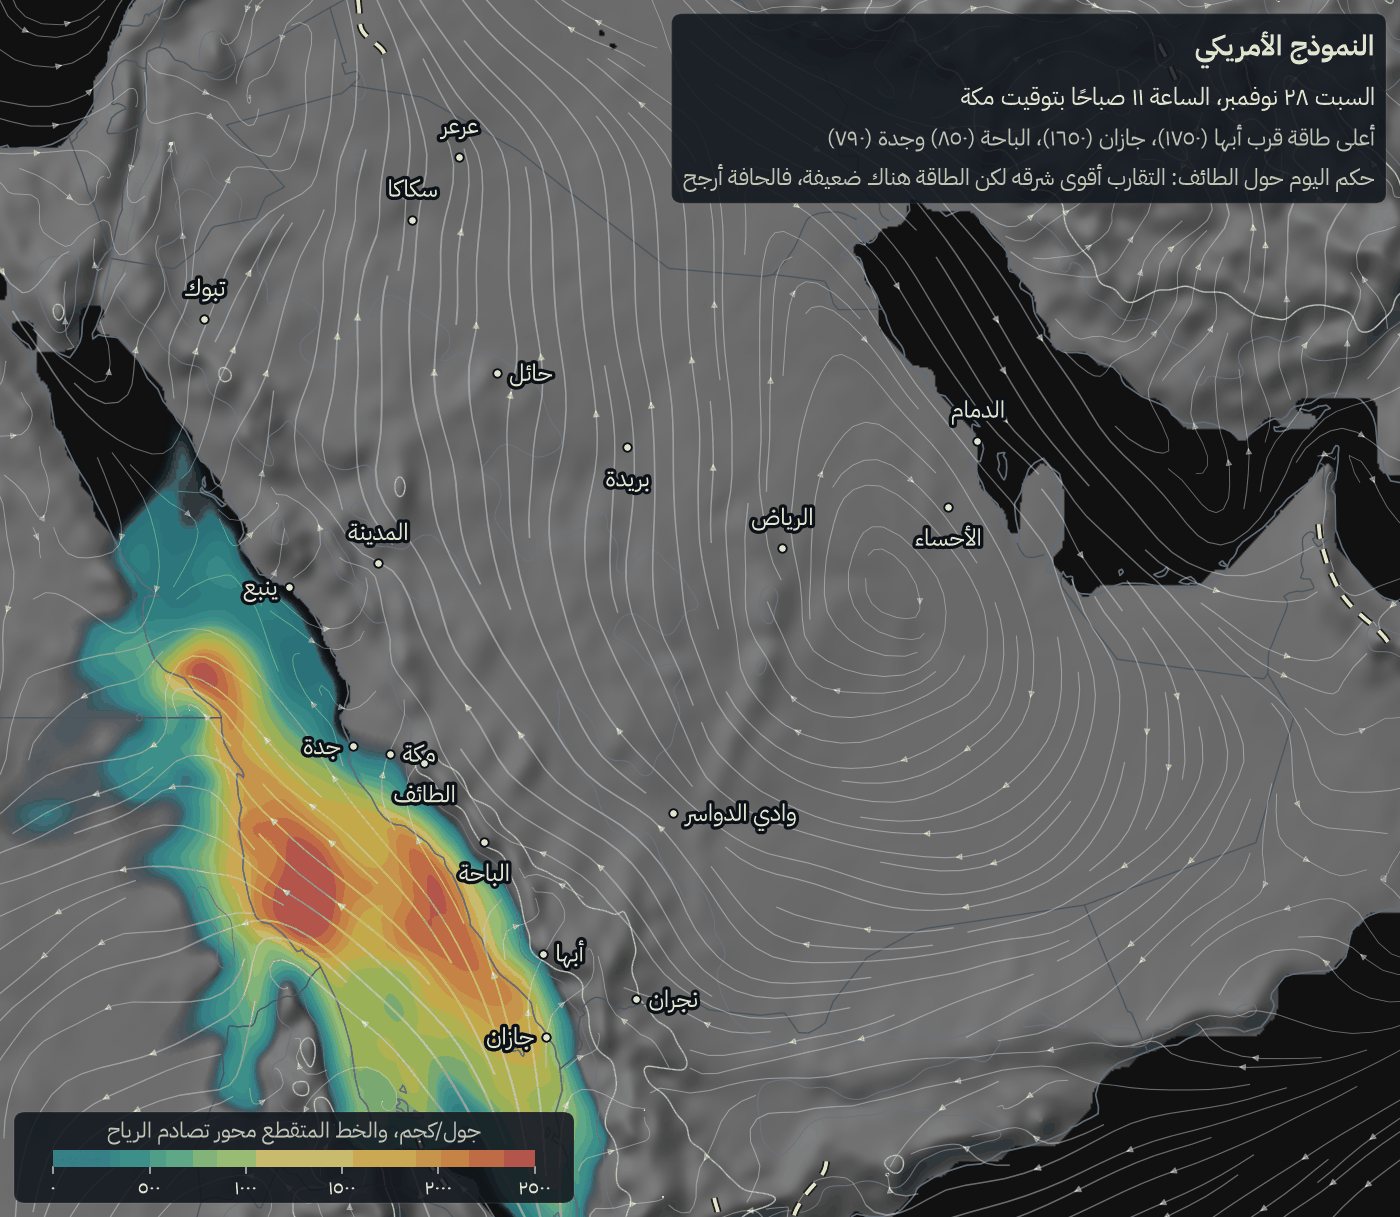 النموذج الأمريكي
السبت ٢٨ نوفمبر، الساعة ١١ صباحًا بتوقيت مكة
أعلى طاقة قرب أبها (١٧٥٠)، جازان (١٦٥٠)، الباحة (٨٥٠) وجدة (٧٩٠)
حكم اليوم حول الطائف: التقارب أقوى شرقه لكن الطاقة هناك ضعيفة، فالحافة أرجح
عرعر
سكاكا
تبوك
حائل
الدمام
بريدة
الرياض
المدينة
الأحساء
ينبع
جدة
مكة
الطائف
وادي الدواسر
الباحة
أبها
نجران
جازان
جول/كجم، والخط المتقطع محور تصادم الرياح
٠ ٥٠٠ ١٠٠٠ ١٥٠٠ ٢٠٠٠ ٢٥٠٠